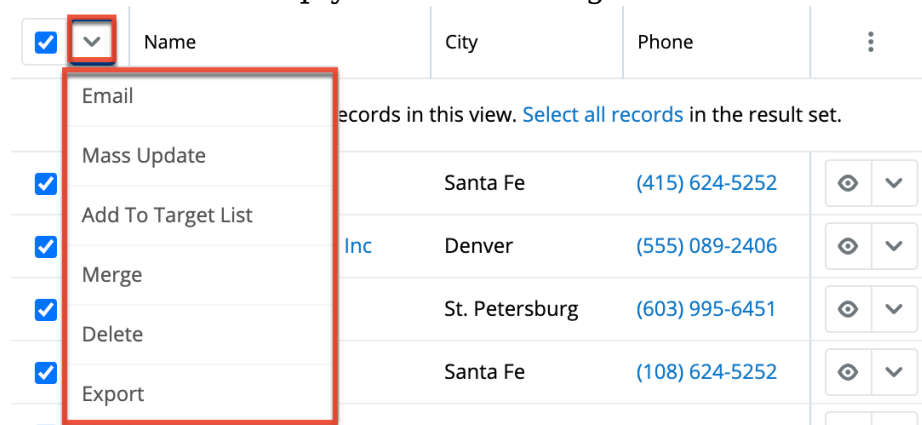 Name City Phone
Email
ecords in this view. Select all records in the result set.
Mass Update
Santa Fe (415) 624-5252
Add To Target List
Inc Denver (555) 089-2406
Merge
St. Petersburg (603) 995-6451
Delete
Santa Fe (108) 624-5252
Export